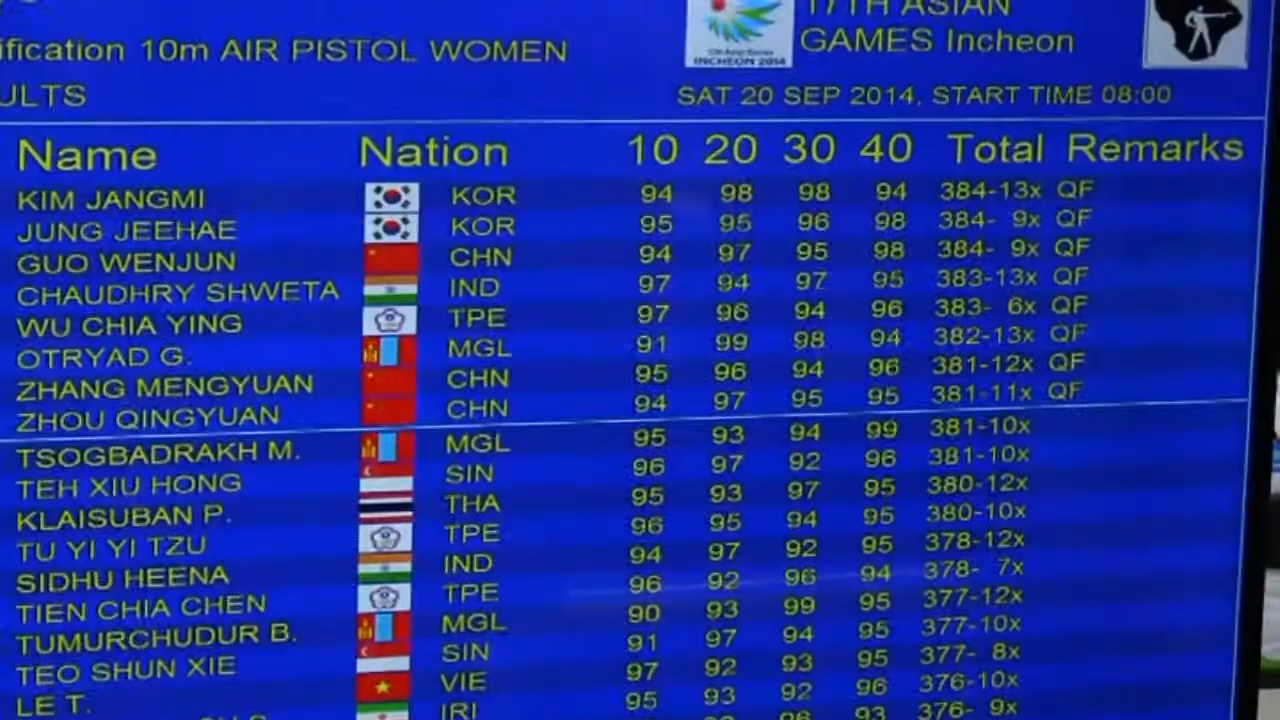 ification 10m AIR PISTOL WOMEN
17TH ASIAN
GAMES Incheon
INCHEON 2014
ULTS
SAT 20 SEP 2014, START TIME 08:00
Name Nation 10 20 30 40 Total Remarks
KIM JANGMI KOR 94 98 98 94 384-13x QF
JUNG JEEHAE KOR 95 95 96 98 384- 9x QF
GUO WENJUN CHN 94 97 95 98 384- 9x QF
CHAUDHRY SHWETA IND 97 94 97 95 383-13x QF
WU CHIA YING TPE 97 96 94 96 383- 6x QF
OTRYAD G. MGL 91 99 98 94 382-13x QF
ZHANG MENGYUAN CHN 95 96 94 96 381-12x QF
ZHOU QINGYUAN CHN 94 97 95 95 381-11x QF
TSOGBADRAKH M. MGL 95 93 94 99 381-10x
TEH XIU HONG SIN 96 97 92 96 381-10x
KLAISUBAN P. THA 95 93 97 95 380-12x
TU YI YI TZU TPE 96 95 94 95 380-10x
SIDHU HEENA IND 94 97 92 95 378-12x
TIEN CHIA CHEN TPE 96 92 96 94 378- 7x
TUMURCHUDUR B. MGL 90 93 99 95 377-12x
TEO SHUN XIE SIN 91 97 94 95 377-10x
LE T. VIE 97 92 93 95 377- 8x
IRI 95 93 92 96 376-10x
96 93 376- 9x